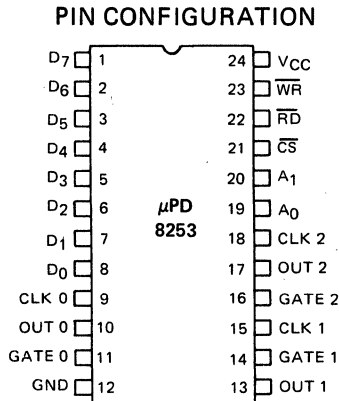 PIN CONFIGURATION
D7 1 24 VCC
D6 2 23 W̅R̅
D5 3 22 R̅D̅
D4 4 21 C̅S̅
D3 5 20 A1
D2 6 µPD 19 A0
D1 7 8253 18 CLK 2
D0 8 17 OUT 2
CLK 0 9 16 GATE 2
OUT 0 10 15 CLK 1
GATE 0 11 14 GATE 1
GND 12 13 OUT 1